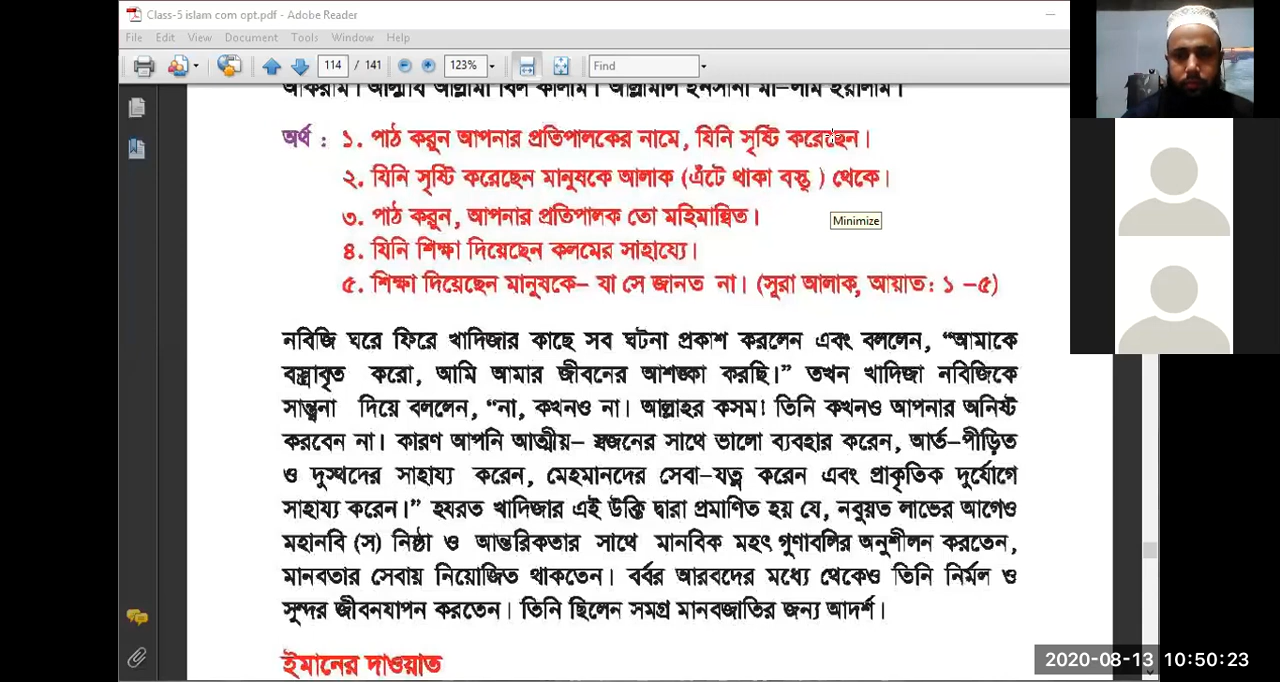 Class-5 islam com opt.pdf - Adobe Reader
File Edit View Document Tools Window Help
114 / 141 123% Find
আকরাম। আল্লাযি আল্লামা বিল কালাম। আল্লামাল ইনসানা মা-লাম ইয়ালাম।
অর্থ : ১. পাঠ করুন আপনার প্রতিপালকের নামে, যিনি সৃষ্টি করেছেন।
২. যিনি সৃষ্টি করেছেন মানুষকে আলাক (এঁটে থাকা বস্তু ) থেকে।
৩. পাঠ করুন, আপনার প্রতিপালক তো মহিমান্বিত।
Minimize
৪. যিনি শিক্ষা দিয়েছেন কলমের সাহায্যে।
৫. শিক্ষা দিয়েছেন মানুষকে– যা সে জানত না। (সূরা আলাক, আয়াত: ১ –৫)
নবিজি ঘরে ফিরে খাদিজার কাছে সব ঘটনা প্রকাশ করলেন এবং বললেন, “আমাকে
বস্ত্রাবৃত করো, আমি আমার জীবনের আশঙ্কা করছি।” তখন খাদিজা নবিজিকে
সান্ত্বনা দিয়ে বললেন, “না, কখনও না। আল্লাহর কসম! তিনি কখনও আপনার অনিষ্ট
করবেন না। কারণ আপনি আত্মীয়– স্বজনের সাথে ভালো ব্যবহার করেন, আর্ত–পীড়িত
ও দুস্থদের সাহায্য করেন, মেহমানদের সেবা–যত্ন করেন এবং প্রাকৃতিক দুর্যোগে
সাহায্য করেন।” হযরত খাদিজার এই উক্তি দ্বারা প্রমাণিত হয় যে, নবুয়ত লাভের আগেও
মহানবি (স) নিষ্ঠা ও আন্তরিকতার সাথে মানবিক মহৎ গুণাবলির অনুশীলন করতেন,
মানবতার সেবায় নিয়োজিত থাকতেন। বর্বর আরবদের মধ্যে থেকেও তিনি নির্মল ও
সুন্দর জীবনযাপন করতেন। তিনি ছিলেন সমগ্র মানবজাতির জন্য আদর্শ।
ইমানের দাওয়াত
2020-08-13 10:50:23